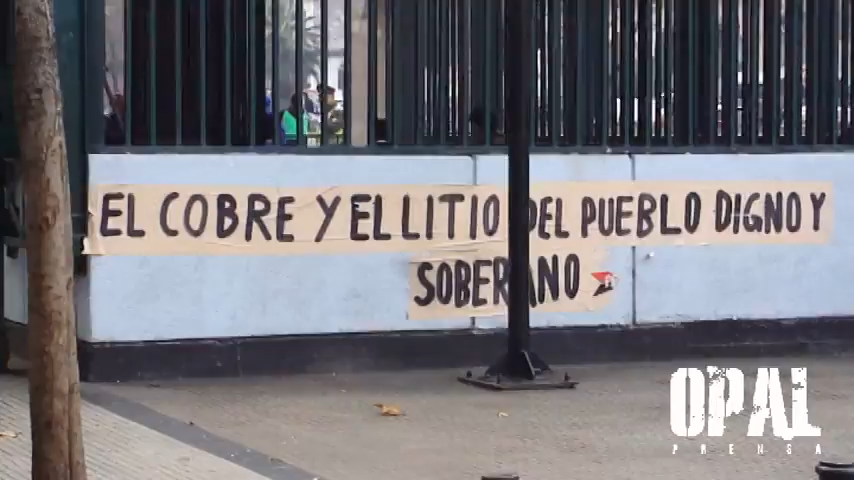 EL COBRE Y EL LITIO DEL PUEBLO DIGNO Y
SOBERANO
OPAL
PRENSA